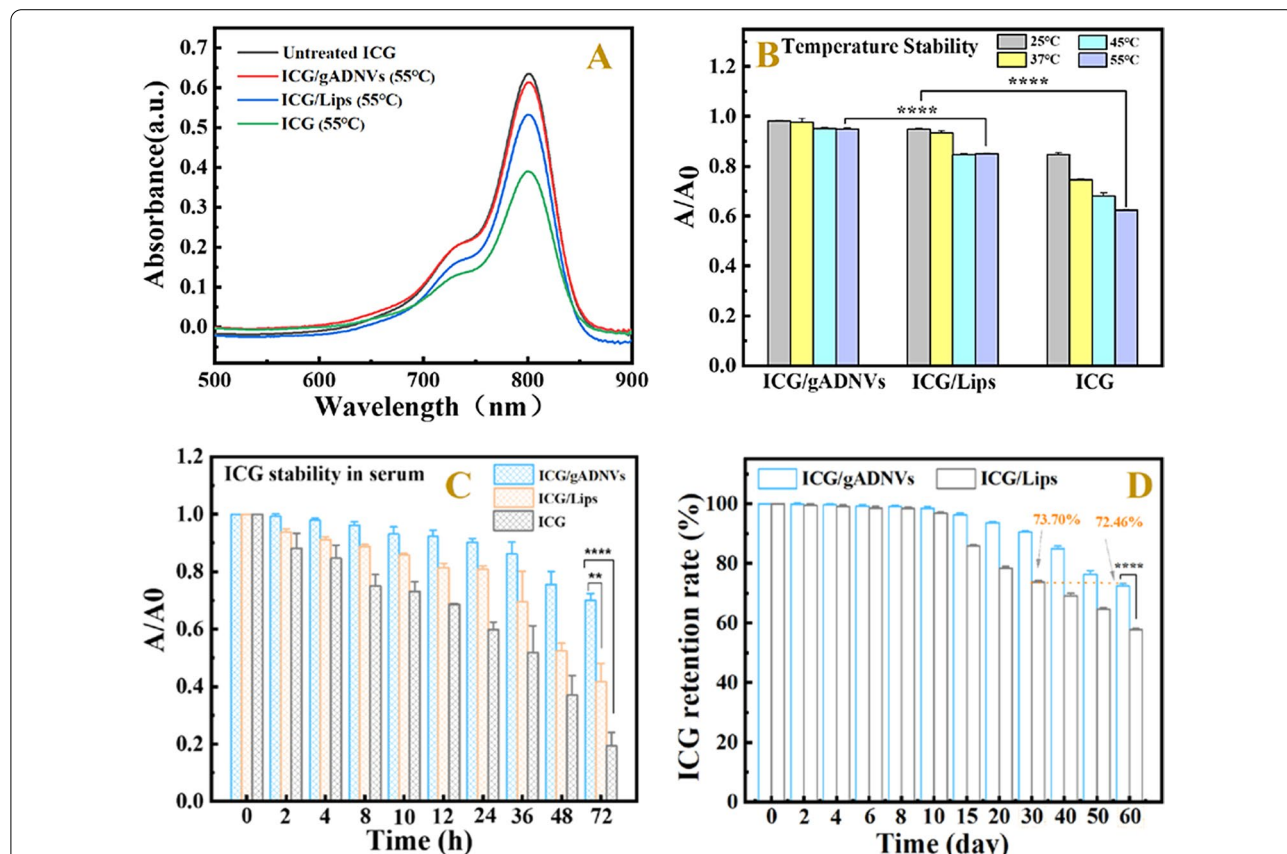 A
Untreated ICG
ICG/gADNVs (55℃)
ICG/Lips (55℃)
ICG (55℃)
Absorbance(a.u.)
0.7
0.6
0.5
0.4
0.3
0.2
0.1
0.0
500 600 700 800 900
Wavelength（nm）
B
Temperature Stability
25℃ 45℃
37℃ 55℃
****
****
A/A0
1.2
1.0
0.8
0.6
0.4
0.2
0.0
ICG/gADNVs ICG/Lips ICG
C
ICG stability in serum
ICG/gADNVs
ICG/Lips
ICG
****
**
A/A0
1.2
1.0
0.8
0.6
0.4
0.2
0.0
0 2 4 8 10 12 24 36 48 72
Time (h)
D
ICG/gADNVs ICG/Lips
73.70% 72.46%
****
ICG retention rate (%)
100
80
60
40
20
0
0 2 4 6 8 10 15 20 30 40 50 60
Time (day)